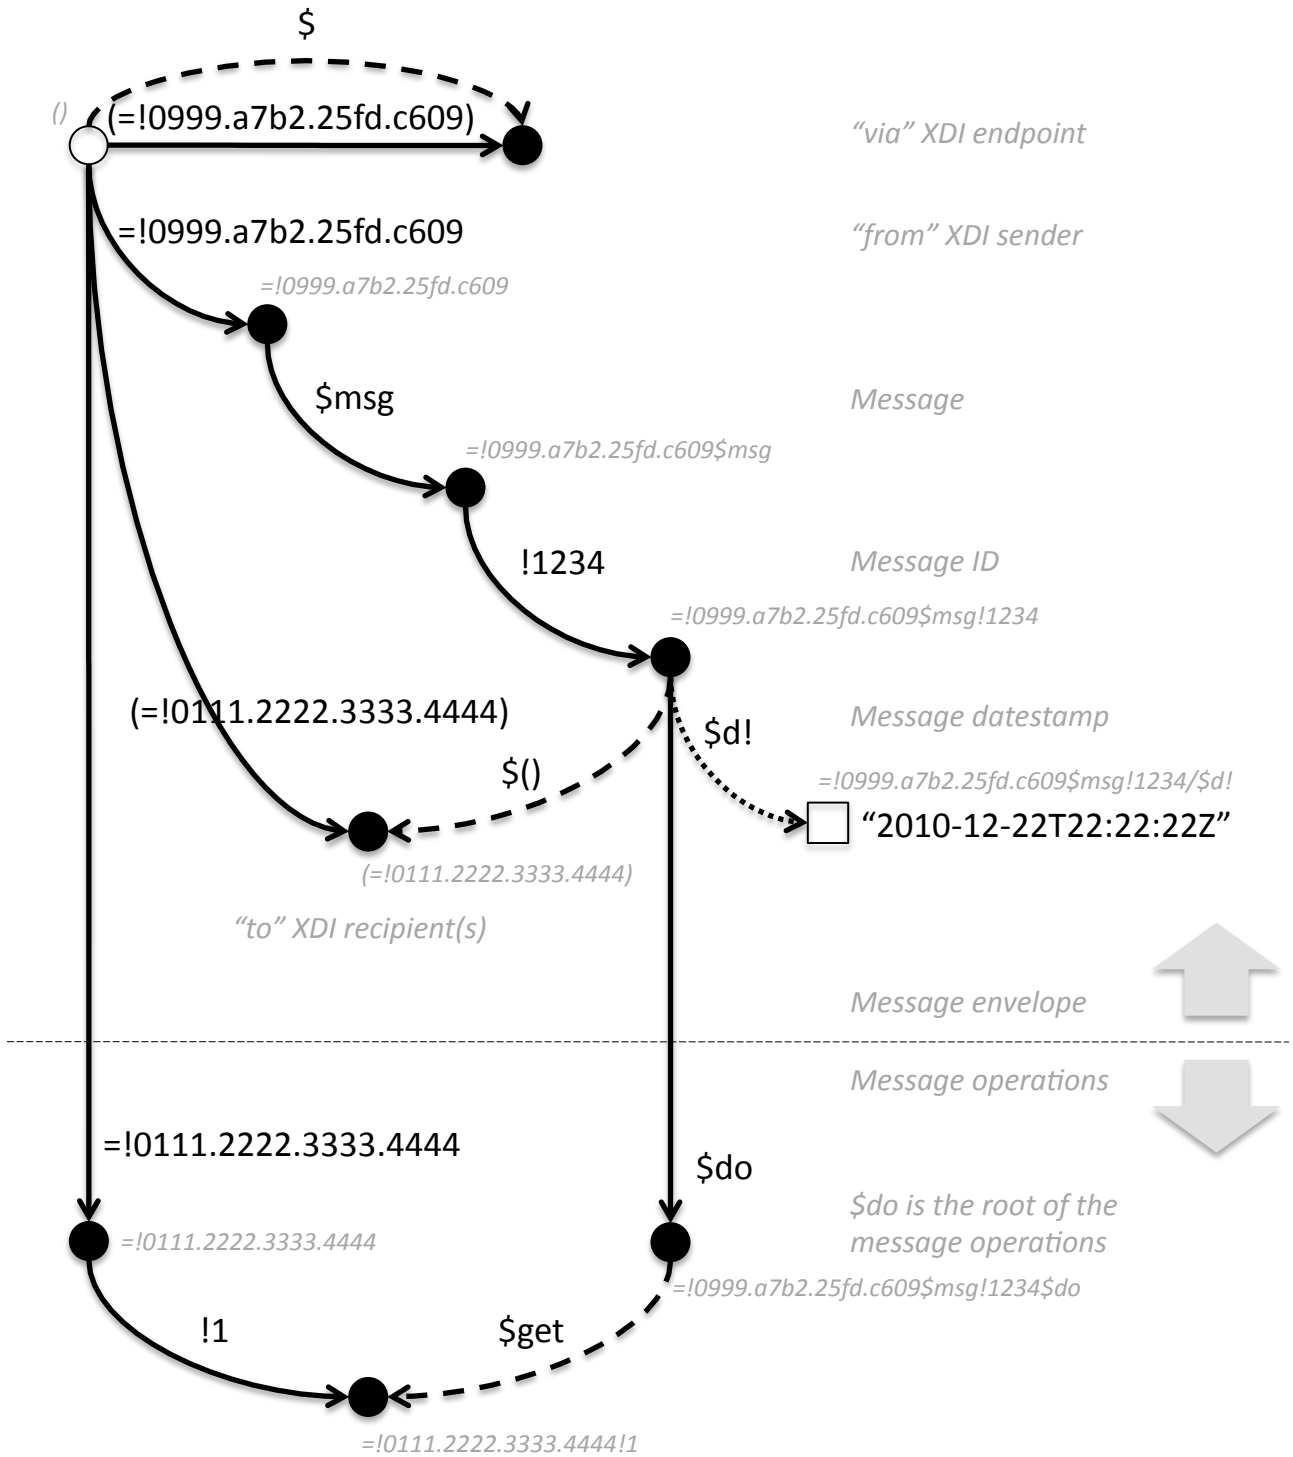 $
()
(=!0999.a7b2.25fd.c609)
“via” XDI endpoint
=!0999.a7b2.25fd.c609
“from” XDI sender
=!0999.a7b2.25fd.c609
$msg
Message
=!0999.a7b2.25fd.c609$msg
!1234
Message ID
=!0999.a7b2.25fd.c609$msg!1234
(=!0111.2222.3333.4444)
$d!
Message datestamp
$()
=!0999.a7b2.25fd.c609$msg!1234/$d!
“2010-12-22T22:22:22Z”
(=!0111.2222.3333.4444)
“to” XDI recipient(s)
Message envelope
Message operations
=!0111.2222.3333.4444
$do
$do is the root of the
message operations
=!0111.2222.3333.4444
=!0999.a7b2.25fd.c609$msg!1234$do
!1
$get
=!0111.2222.3333.4444!1